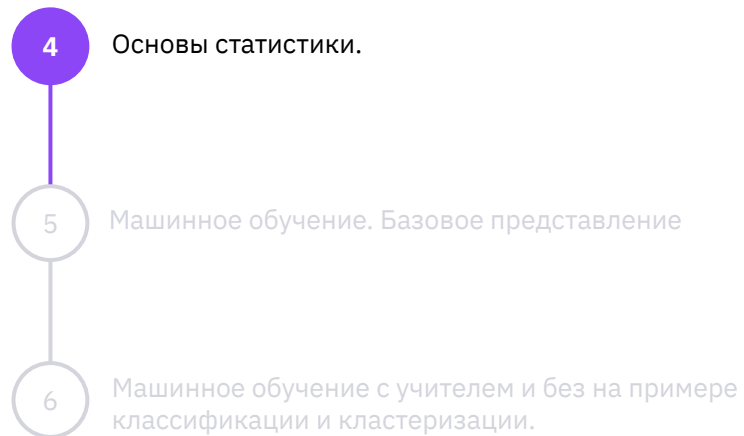 4
Основы статистики.
5
Машинное обучение. Базовое представление
6
Машинное обучение с учителем и без на примере
классификации и кластеризации.